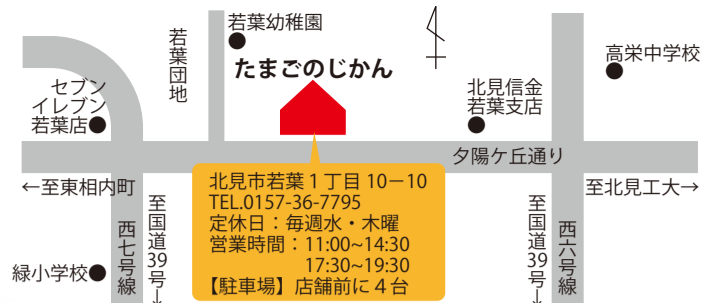 若葉幼稚園
若葉団地
たまごのじかん
高栄中学校
セブン
イレブン
若葉店
北見信金
若葉支店
夕陽ケ丘通り
←至東相内町
至北見工大→
北見市若葉1丁目10−10
TEL.0157-36-7795
定休日：毎週水・木曜
営業時間：11:00~14:30
17:30~19:30
【駐車場】店舗前に４台
西七号線
至国道39号→
至国道39号→
西六号線
緑小学校